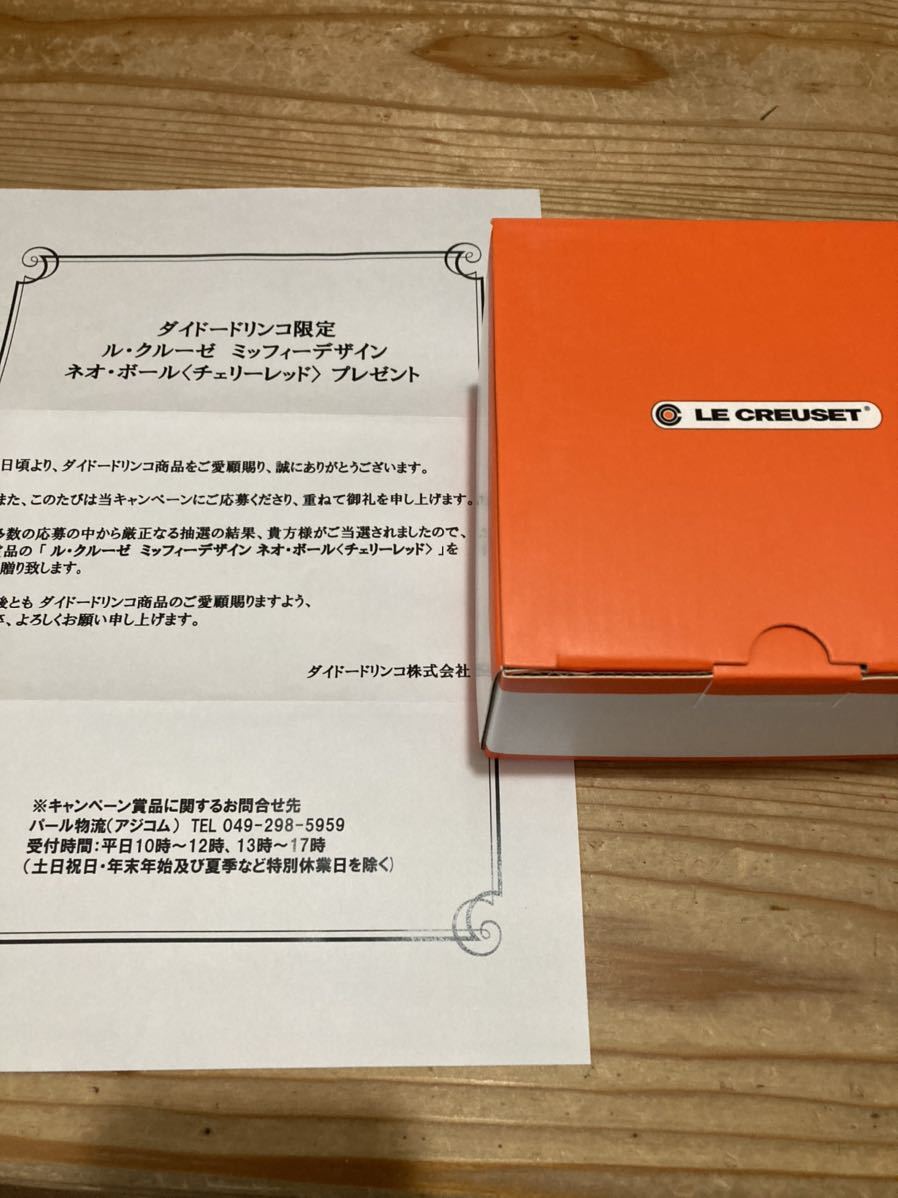 ダイドードリンコ限定
ル・クルーゼ ミッフィーデザイン
ネオ・ボール〈チェリーレッド〉 プレゼント
日頃より、ダイドードリンコ商品をご愛顧賜り、誠にありがとうございます。
また、このたびは当キャンペーンにご応募くださり、重ねて御礼を申し上げます。
多数の応募の中から厳正なる抽選の結果、貴方様がご当選されましたので、
賞品の「 ル・クルーゼ ミッフィーデザイン ネオ・ボール〈チェリーレッド〉 」を
贈り致します。
後とも ダイドードリンコ商品のご愛顧賜りますよう、
、よろしくお願い申し上げます。
ダイドードリンコ株式会社
※キャンペーン賞品に関するお問合せ先
パール物流(アジコム) TEL 049-298-5959
受付時間:平日10時~12時、13時~17時
(土日祝日・年末年始及び夏季など特別休業日を除く)
LE CREUSET®